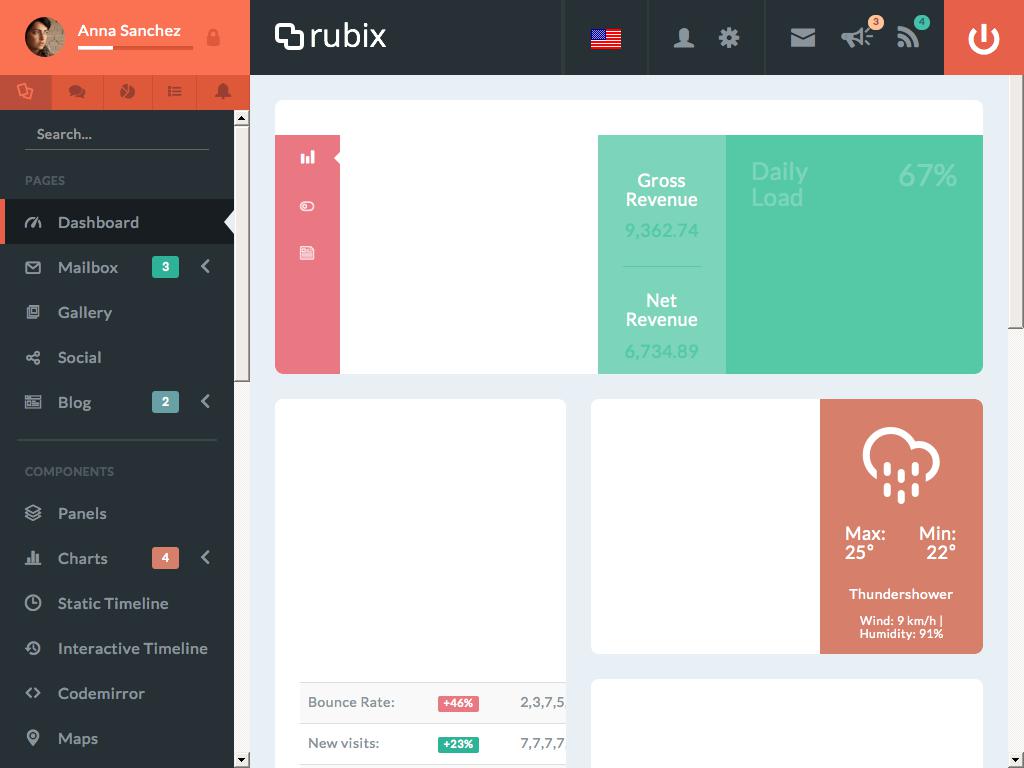 Anna Sanchez
rubix
3
4
Search...
PAGES
Dashboard
Mailbox 3
Gallery
Social
Blog 2
COMPONENTS
Panels
Charts 4
Static Timeline
Interactive Timeline
Codemirror
Maps
Gross
Revenue
9,362.74
Net
Revenue
6,734.89
Daily
Load
67%
Max:
25°
Min:
22°
Thundershower
Wind: 9 km/h |
Humidity: 91%
Bounce Rate: +46% 2,3,7,5
New visits: +23% 7,7,7,7